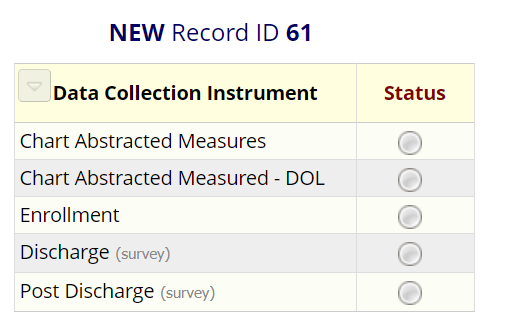 NEW Record ID 61
Data Collection Instrument Status
Chart Abstracted Measures
Chart Abstracted Measured - DOL
Enrollment
Discharge (survey)
Post Discharge (survey)